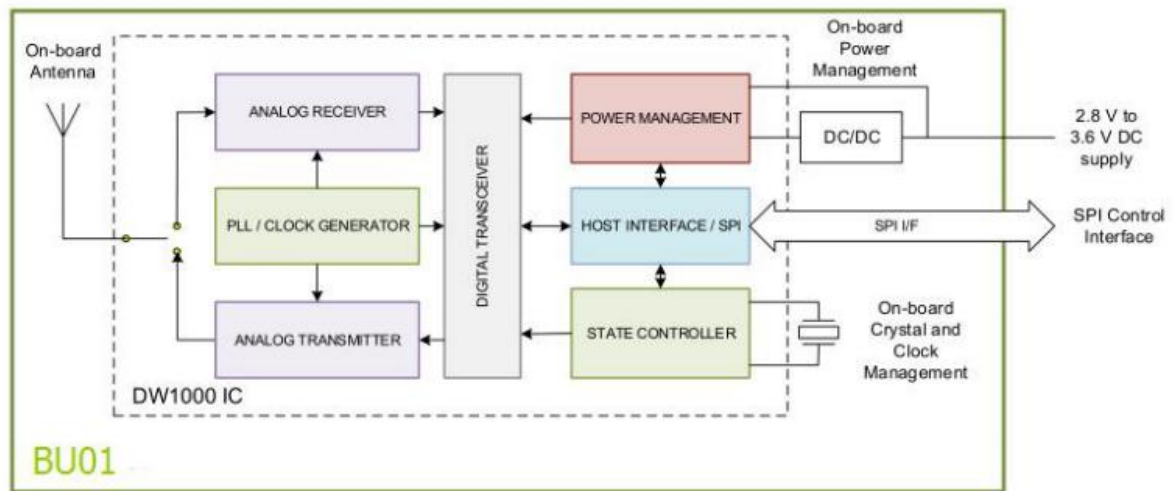 On-board
Antenna
ANALOG RECEIVER
PLL / CLOCK GENERATOR
ANALOG TRANSMITTER
DW1000 IC
DIGITAL TRANSCEIVER
POWER MANAGEMENT
HOST INTERFACE / SPI
STATE CONTROLLER
On-board
Power
Management
DC/DC
2.8 V to
3.6 V DC
supply
SPI I/F
SPI Control
Interface
On-board
Crystal and
Clock
Management
BU01